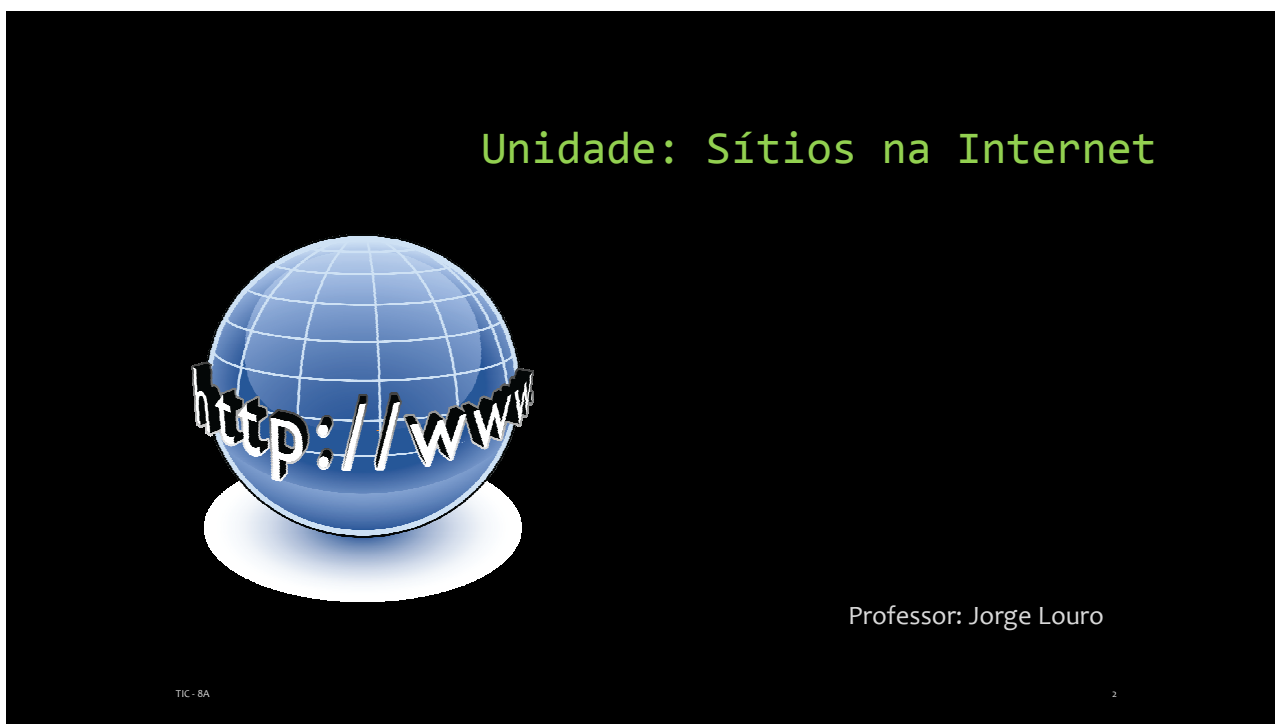 Unidade: Sítios na Internet
http://www.
Professor: Jorge Louro
TIC - 8A
2